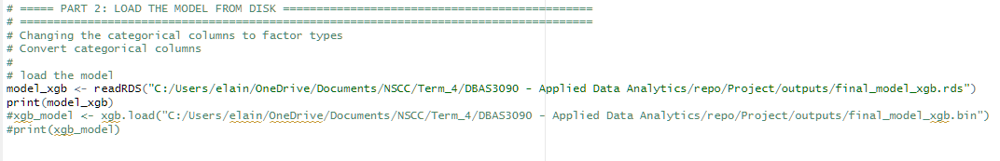 # ===== PART 2: LOAD THE MODEL FROM DISK ==============================================
# =====================================================================================
# Changing the categorical columns to factor types
# Convert categorical columns
#
# load the model
model_xgb <- readRDS("C:/Users/elain/OneDrive/Documents/NSCC/Term_4/DBAS3090 - Applied Data Analytics/repo/Project/outputs/final_model_xgb.rds")
print(model_xgb)
#xgb_model <- xgb.load("C:/Users/elain/OneDrive/Documents/NSCC/Term_4/DBAS3090 - Applied Data Analytics/repo/Project/outputs/final_model_xgb.bin")
#print(xgb_model)